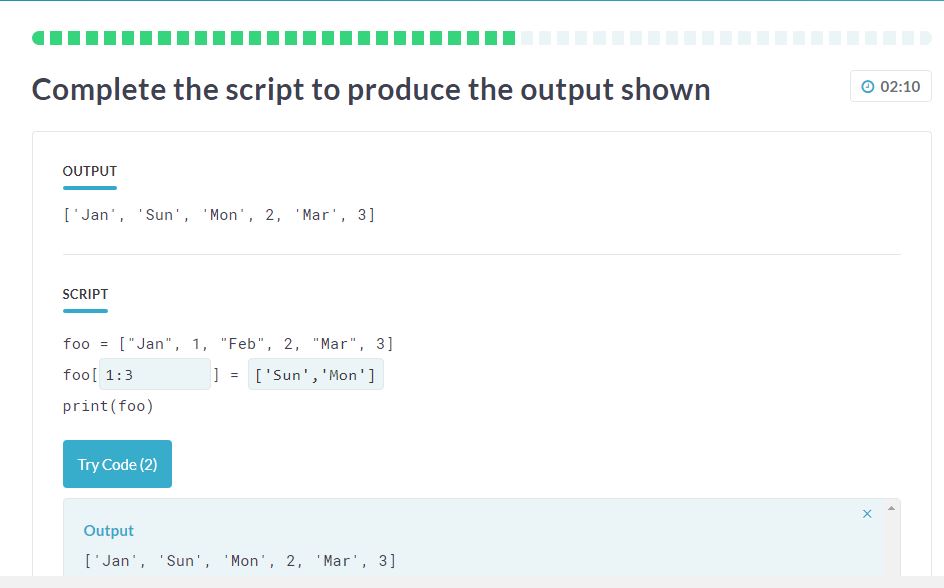 Complete the script to produce the output shown
02:10
OUTPUT
['Jan', 'Sun', 'Mon', 2, 'Mar', 3]
SCRIPT
foo = ["Jan", 1, "Feb", 2, "Mar", 3]
foo[1:3] = ['Sun','Mon']
print(foo)
Try Code (2)
Output
['Jan', 'Sun', 'Mon', 2, 'Mar', 3]